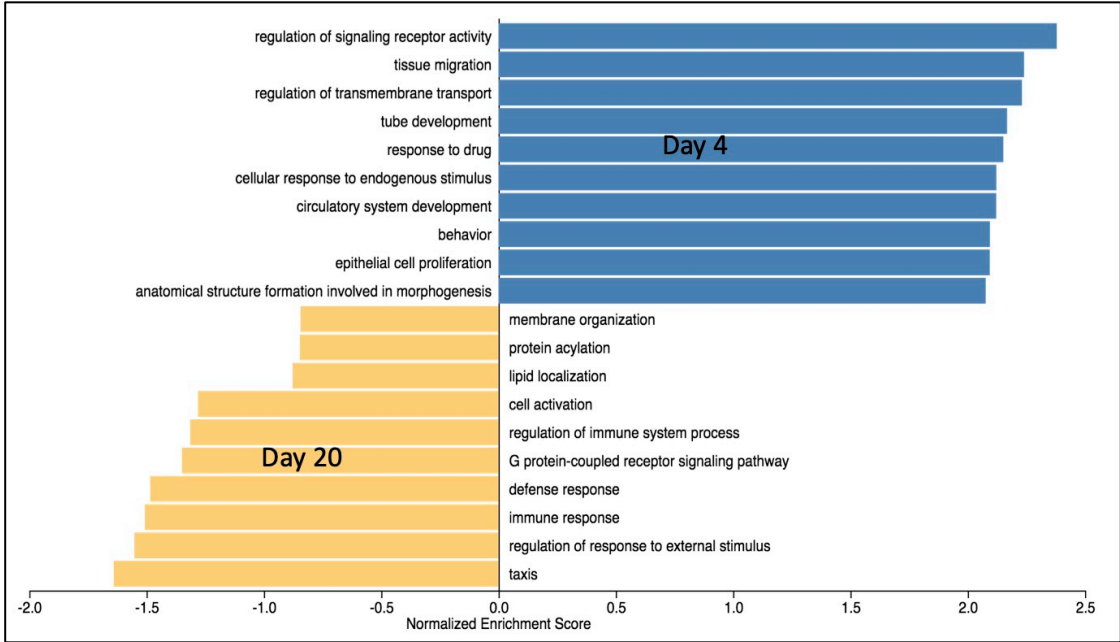 regulation of signaling receptor activity
tissue migration
regulation of transmembrane transport
tube development
response to drug
Day 4
cellular response to endogenous stimulus
circulatory system development
behavior
epithelial cell proliferation
anatomical structure formation involved in morphogenesis
membrane organization
protein acylation
lipid localization
cell activation
regulation of immune system process
Day 20
G protein-coupled receptor signaling pathway
defense response
immune response
regulation of response to external stimulus
taxis
-2.0 -1.5 -1.0 -0.5 0.0 0.5 1.0 1.5 2.0 2.5
Normalized Enrichment Score